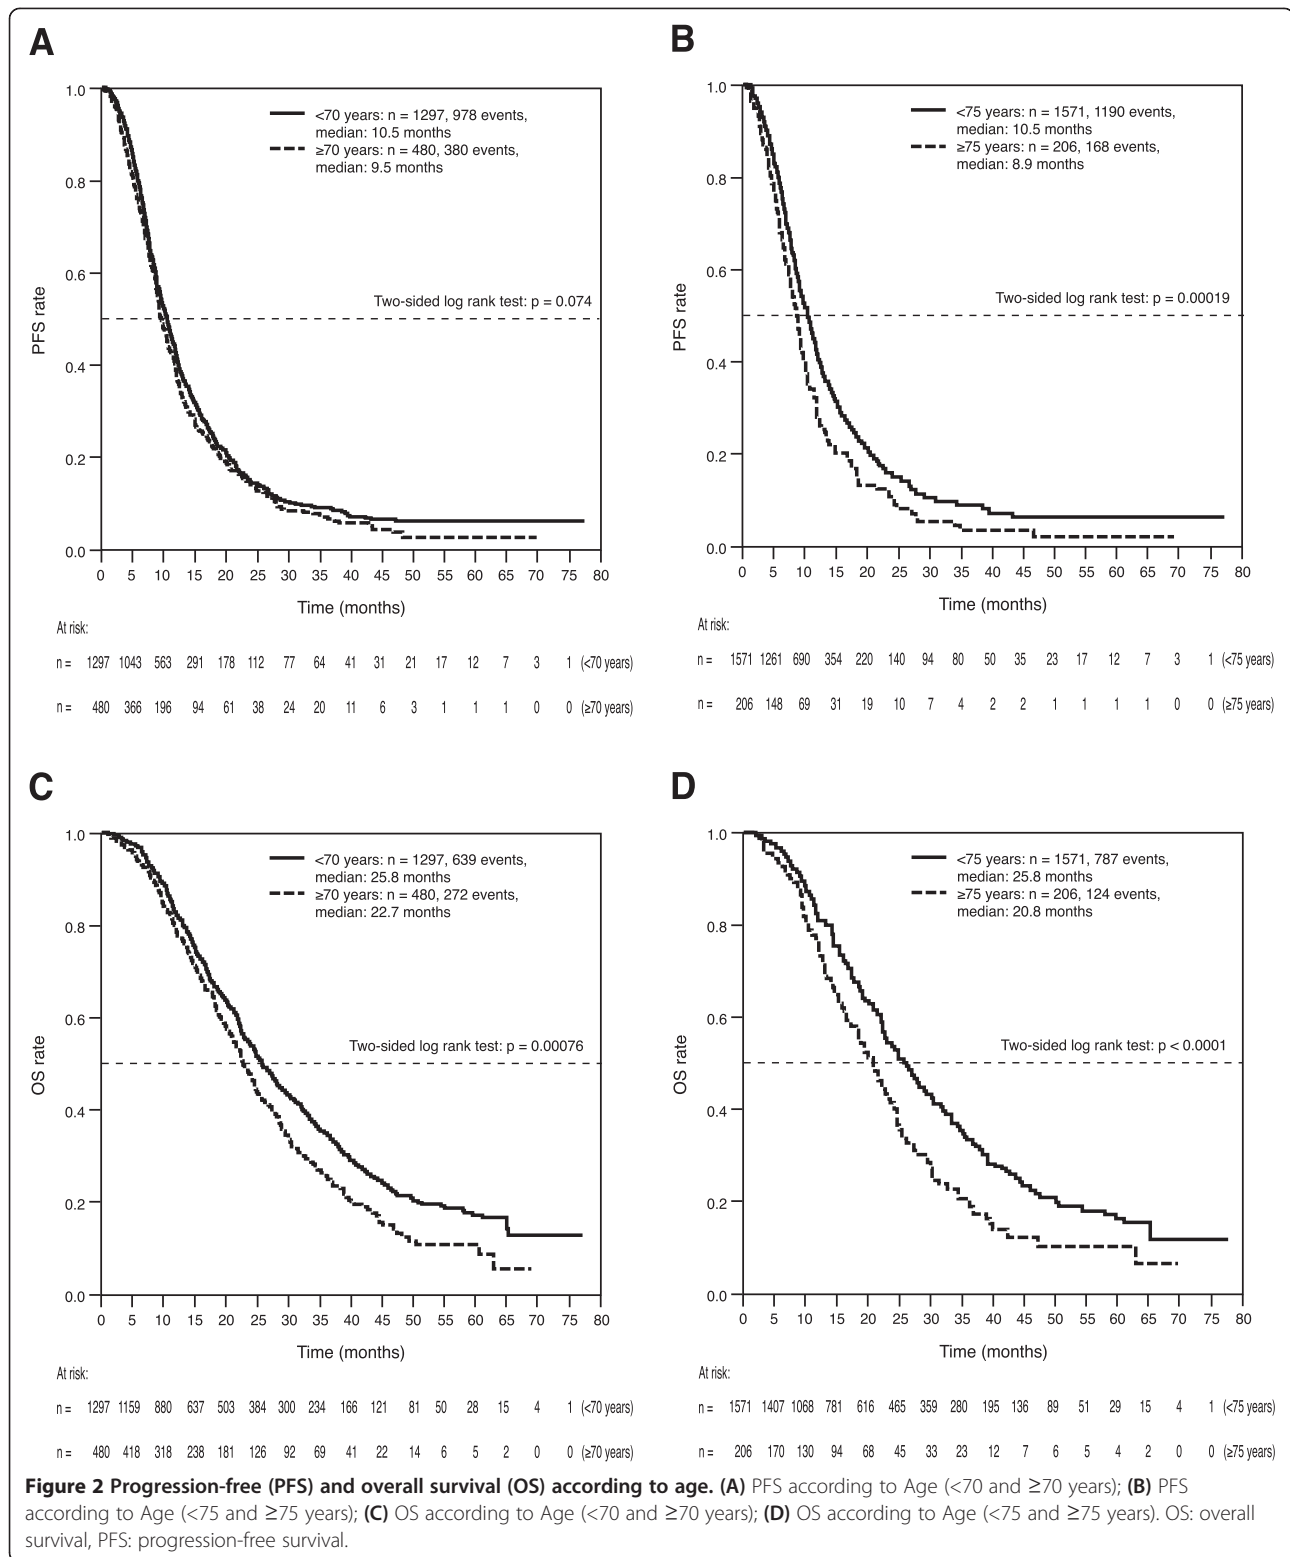 A
1.0
0.8
0.6
0.4
0.2
0.0
PFS rate
<70 years: n = 1297, 978 events,
median: 10.5 months
≥70 years: n = 480, 380 events,
median: 9.5 months
Two-sided log rank test: p = 0.074
0 5 10 15 20 25 30 35 40 45 50 55 60 65 70 75 80
Time (months)
At risk:
n = 1297 1043 563 291 178 112 77 64 41 31 21 17 12 7 3 1 (<70 years)
n = 480 366 196 94 61 38 24 20 11 6 3 1 1 1 0 0 (≥70 years)
B
1.0
0.8
0.6
0.4
0.2
0.0
PFS rate
<75 years: n = 1571, 1190 events,
median: 10.5 months
≥75 years: n = 206, 168 events,
median: 8.9 months
Two-sided log rank test: p = 0.00019
0 5 10 15 20 25 30 35 40 45 50 55 60 65 70 75 80
Time (months)
At risk:
n = 1571 1261 690 354 220 140 94 80 50 35 23 17 12 7 3 1 (<75 years)
n = 206 148 69 31 19 10 7 4 2 2 1 1 1 1 0 0 (≥75 years)
C
1.0
0.8
0.6
0.4
0.2
0.0
OS rate
<70 years: n = 1297, 639 events,
median: 25.8 months
≥70 years: n = 480, 272 events,
median: 22.7 months
Two-sided log rank test: p = 0.00076
0 5 10 15 20 25 30 35 40 45 50 55 60 65 70 75 80
Time (months)
At risk:
n = 1297 1159 880 637 503 384 300 234 166 121 81 50 28 15 4 1 (<70 years)
n = 480 418 318 238 181 126 92 69 41 22 14 6 5 2 0 0 (≥70 years)
D
1.0
0.8
0.6
0.4
0.2
0.0
OS rate
<75 years: n = 1571, 787 events,
median: 25.8 months
≥75 years: n = 206, 124 events,
median: 20.8 months
Two-sided log rank test: p < 0.0001
0 5 10 15 20 25 30 35 40 45 50 55 60 65 70 75 80
Time (months)
At risk:
n = 1571 1407 1068 781 616 465 359 280 195 136 89 51 29 15 4 1 (<75 years)
n = 206 170 130 94 68 45 33 23 12 7 6 5 4 2 0 0 (≥75 years)
Figure 2 Progression-free (PFS) and overall survival (OS) according to age. (A) PFS according to Age (<70 and ≥70 years); (B) PFS
according to Age (<75 and ≥75 years); (C) OS according to Age (<70 and ≥70 years); (D) OS according to Age (<75 and ≥75 years). OS: overall
survival, PFS: progression-free survival.